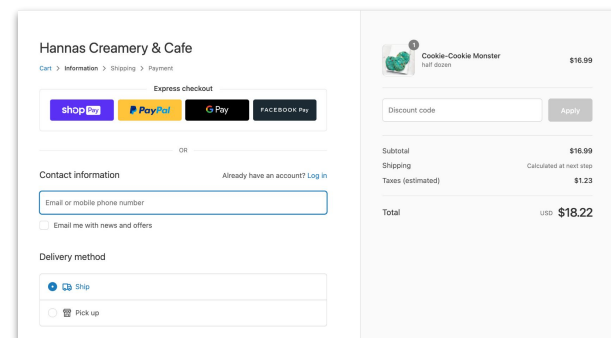 Hannas Creamery & Cafe
Cart > Information > Shipping > Payment
Express checkout
shop Pay
PayPal
G Pay
FACEBOOK Pay
OR
Contact information
Already have an account? Log in
Email or mobile phone number
Email me with news and offers
Delivery method
Ship
Pick up
1
Cookie-Cookie Monster
half dozen
$16.99
Discount code
Apply
Subtotal $16.99
Shipping Calculated at next step
Taxes (estimated) $1.23
Total USD $18.22